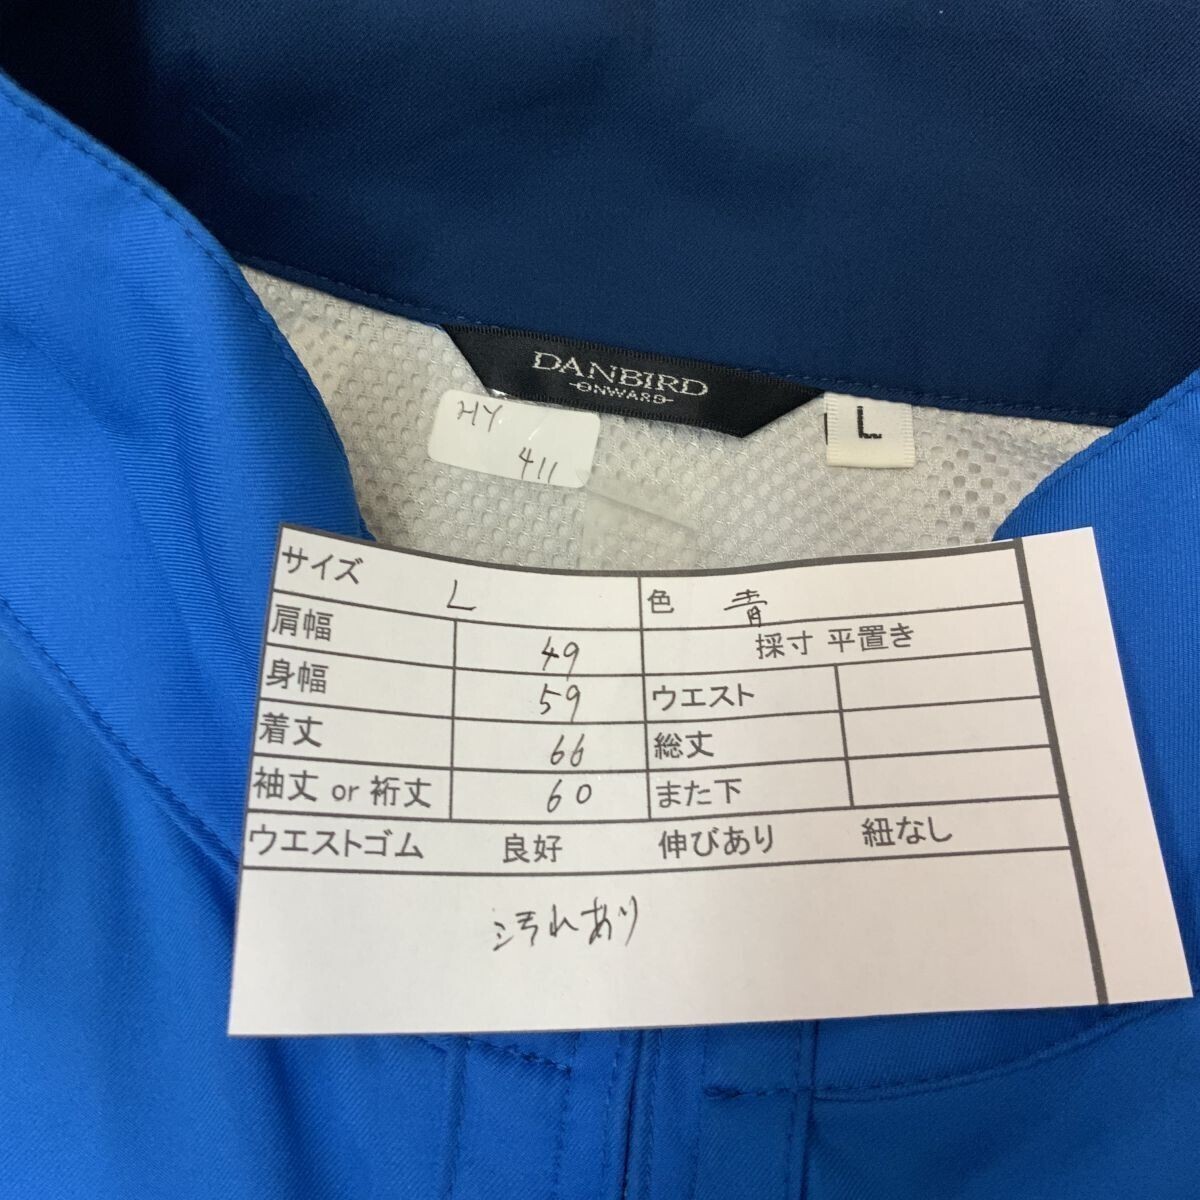 DANBIRD
-ONWARD-
L
HY
411
サイズ L 色 青
肩幅 49 採寸 平置き
身幅 59 ウエスト
着丈 66 総丈
袖丈 or 裄丈 60 また下
ウエストゴム 良好 伸びあり 紐なし
汚れあり